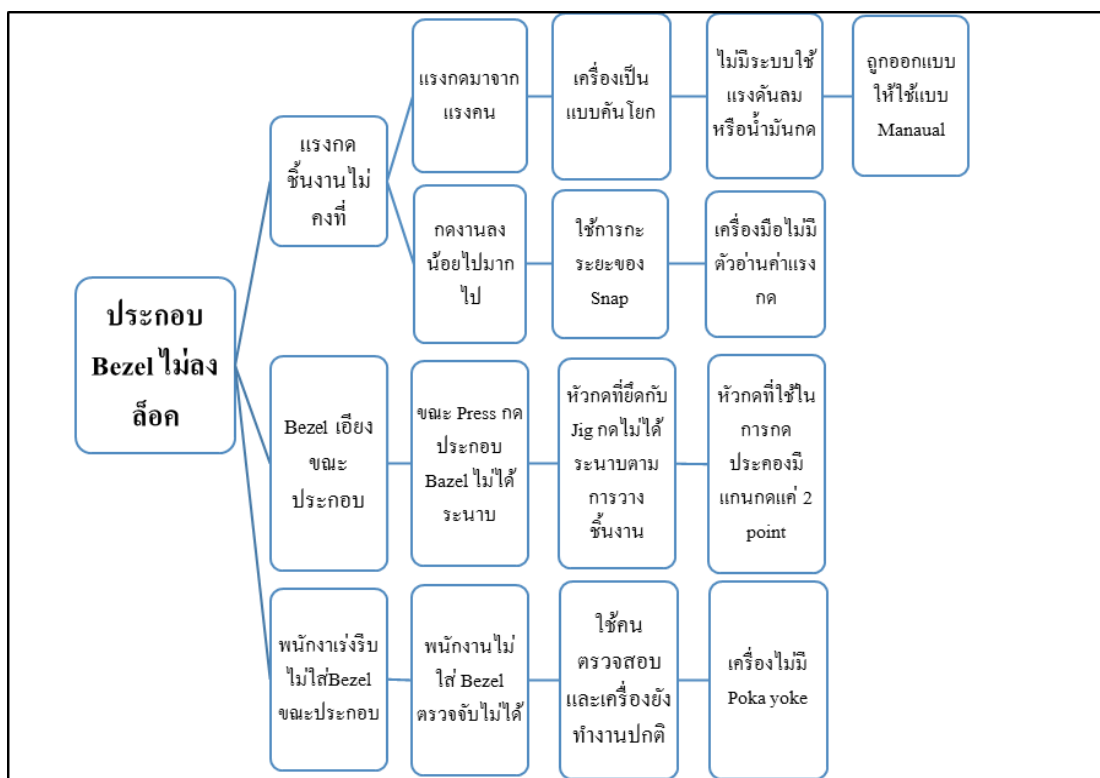 ประกอบ
Bezel ไม่ลง
ล็อค
แรงกด
ชิ้นงานไม่
คงที่
แรงกดมาจาก
แรงคน
เครื่องเป็น
แบบคันโยก
ไม่มีระบบใช้
แรงดันลม
หรือน้ำมันกด
ถูกออกแบบ
ให้ใช้แบบ
Manaual
กดงานลง
น้อยไปมาก
ไป
ใช้การกะ
ระยะของ
Snap
เครื่องมือไม่มี
ตัวอ่านค่าแรง
กด
Bezel เอียง
ขณะ
ประกอบ
ขณะ Press กด
ประกอบ
Bazel ไม่ได้
ระนาบ
หัวกดที่ยึดกับ
Jig กดไม่ได้
ระนาบตาม
การวาง
ชิ้นงาน
หัวกดที่ใช้ใน
การกด
ประคองมี
แกนกดแค่ 2
point
พนักงาเร่งรีบ
ไม่ใส่Bezel
ขณะประกอบ
พนักงานไม่
ใส่ Bezel
ตรวจจับไม่ได้
ใช้คน
ตรวจสอบ
และเครื่องยัง
ทำงานปกติ
เครื่องไม่มี
Poka yoke